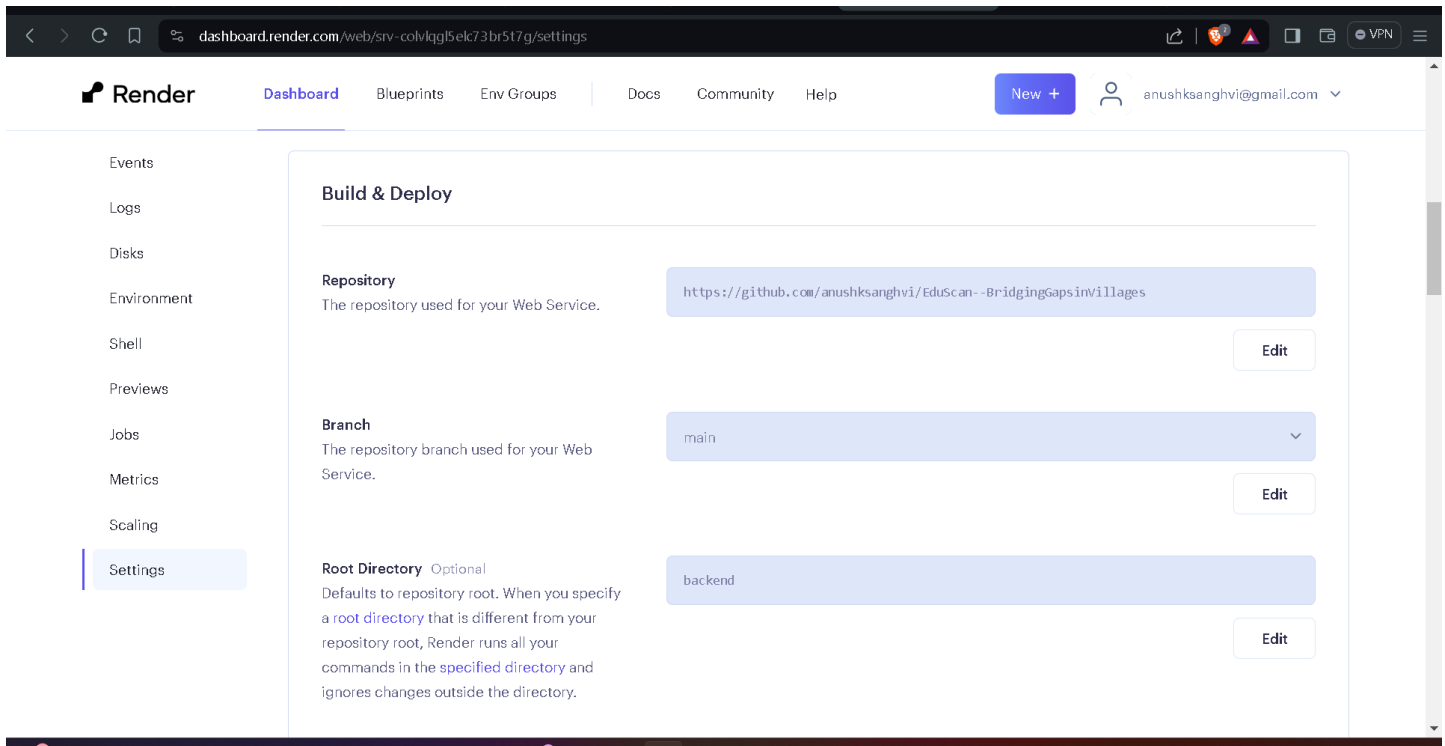 dashboard.render.com/web/srv-colvlqgl5elc73br5t7g/settings
2
VPN
Render
Dashboard
Blueprints
Env Groups
Docs
Community
Help
New +
anushksanghvi@gmail.com
Events
Logs
Disks
Environment
Shell
Previews
Jobs
Metrics
Scaling
Settings
Build & Deploy
Repository
The repository used for your Web Service.
https://github.com/anushksanghvi/EduScan--BridgingGapsinVillages
Edit
Branch
The repository branch used for your Web
Service.
main
Edit
Root Directory Optional
Defaults to repository root. When you specify
a root directory that is different from your
repository root, Render runs all your
commands in the specified directory and
ignores changes outside the directory.
backend
Edit